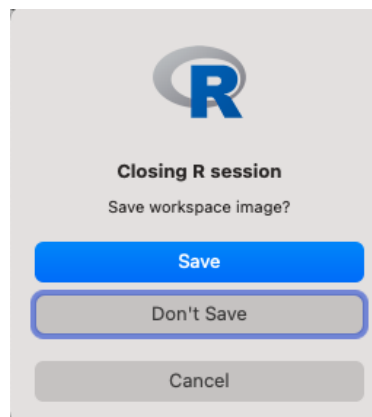 R
Closing R session
Save workspace image?
Save
Don't Save
Cancel